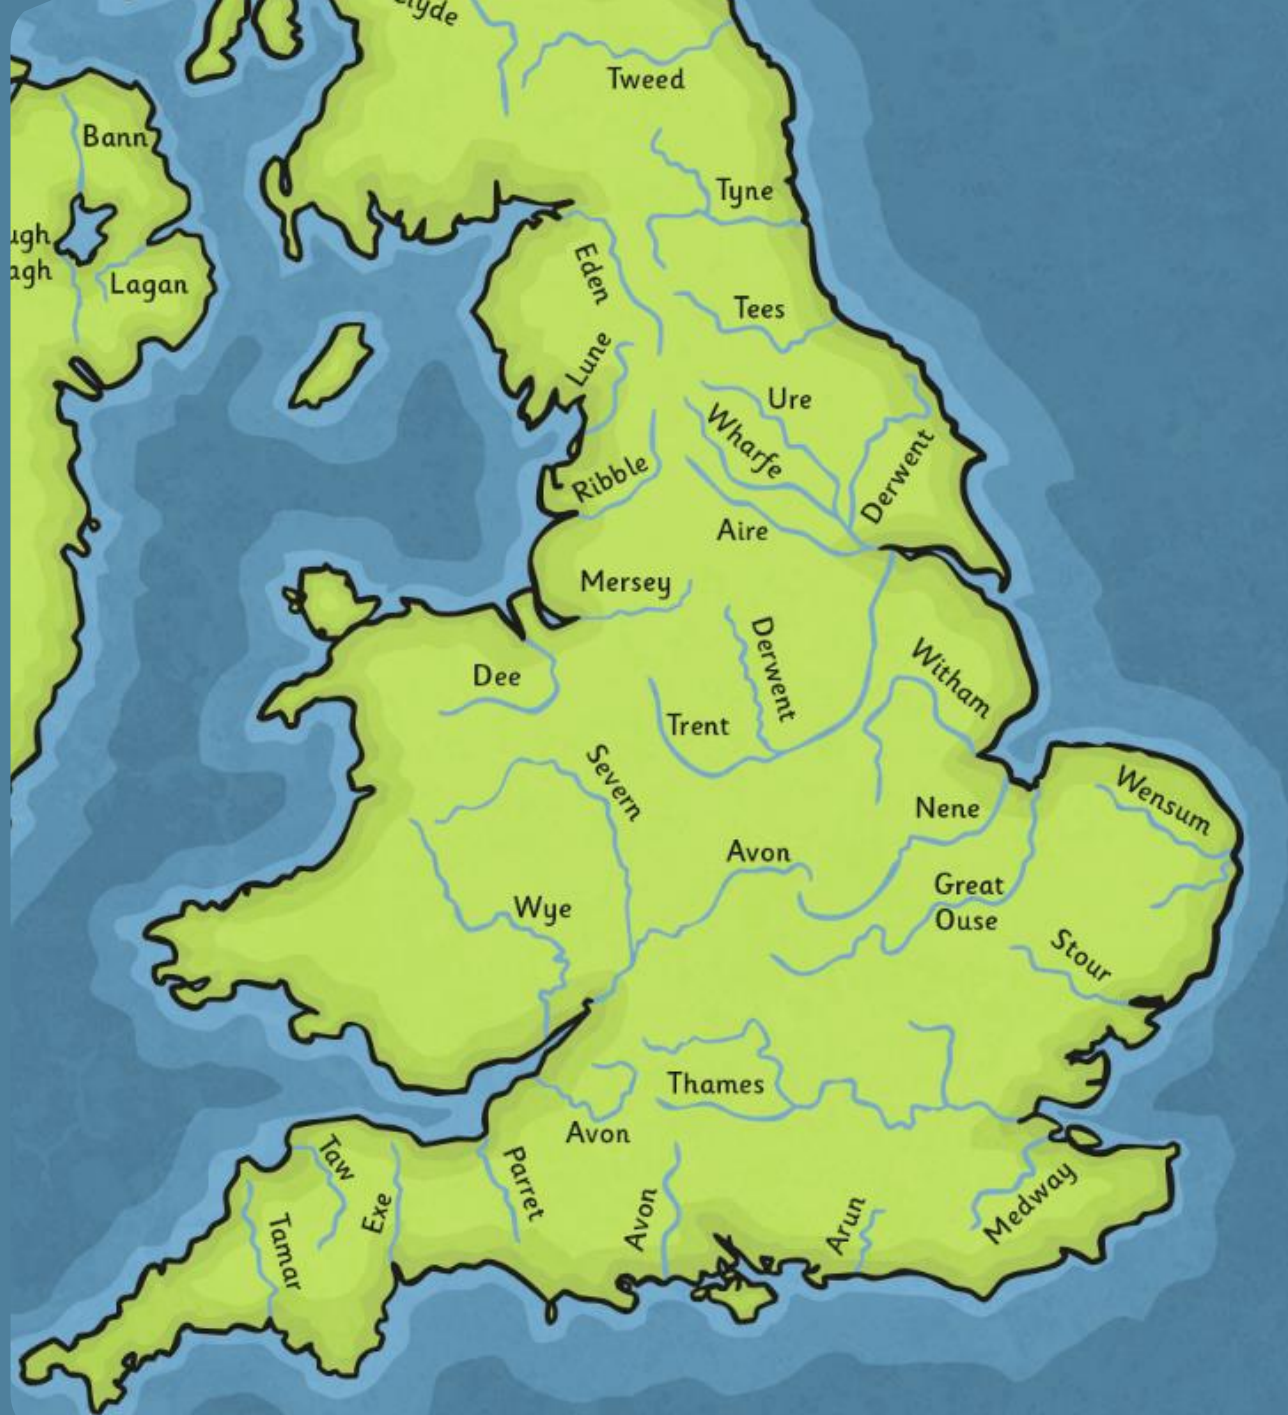 Tweed
Bann
Tyne
Eden
Lagan
Tees
Lune
Ure
Wharfe
Derwent
Ribble
Aire
Mersey
Derwent
Witham
Dee
Trent
Severn
Wensum
Nene
Avon
Great
Ouse
Wye
Stour
Thames
Avon
Taw
Parret
Exe
Avon
Arun
Medway
Tamar